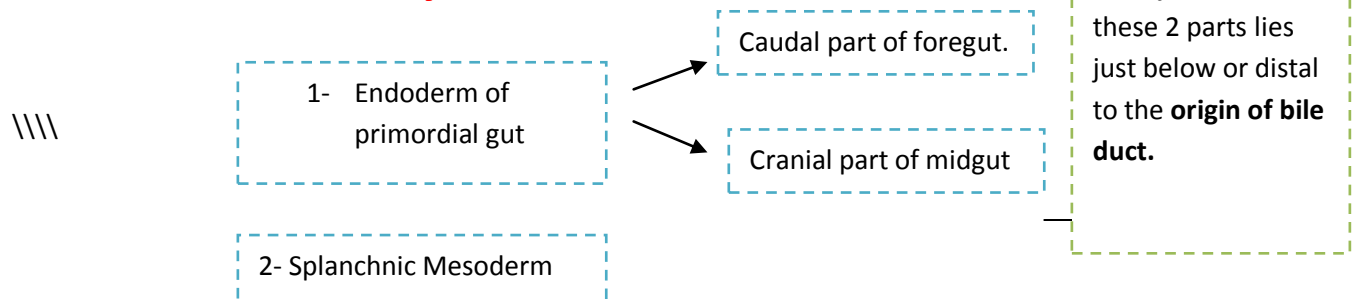 \\\\
1- Endoderm of
primordial gut
Caudal part of foregut.
Cranial part of midgut
these 2 parts lies
just below or distal
to the origin of bile
duct.
2- Splanchnic Mesoderm